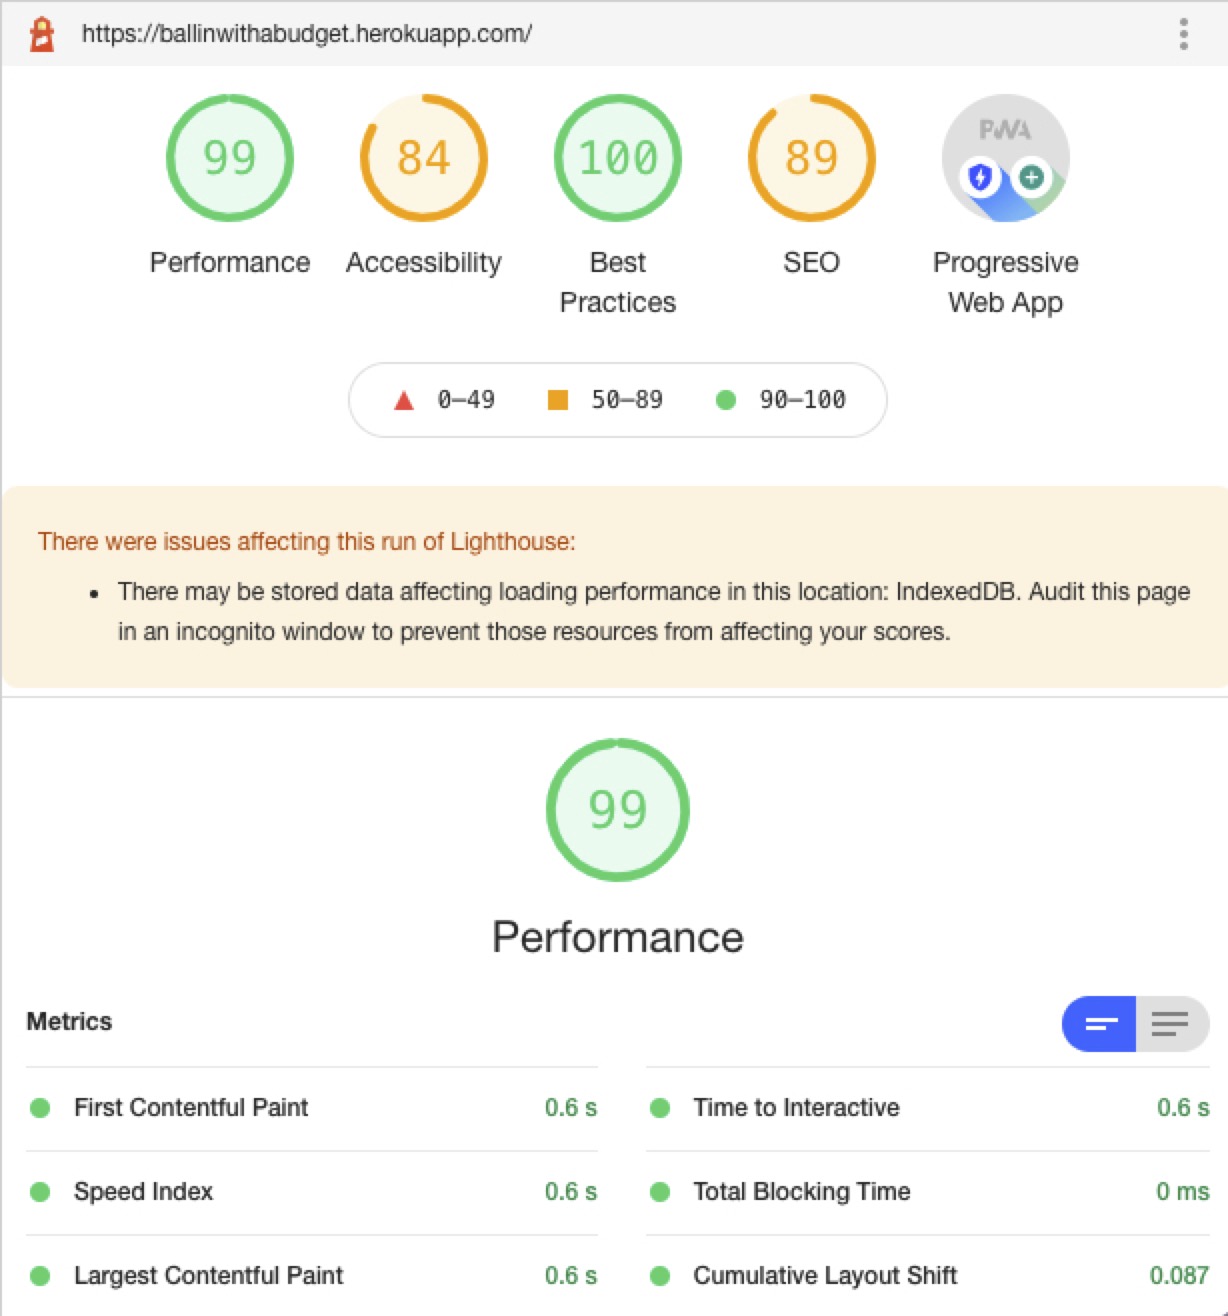 https://ballinwithabudget.herokuapp.com/
99
84
100
89
PWA
Performance
Accessibility
Best
Practices
SEO
Progressive
Web App
0–49
50–89
90–100
There were issues affecting this run of Lighthouse:
• There may be stored data affecting loading performance in this location: IndexedDB. Audit this page
in an incognito window to prevent those resources from affecting your scores.
99
Performance
Metrics
First Contentful Paint 0.6 s
Time to Interactive 0.6 s
Speed Index 0.6 s
Total Blocking Time 0 ms
Largest Contentful Paint 0.6 s
Cumulative Layout Shift 0.087